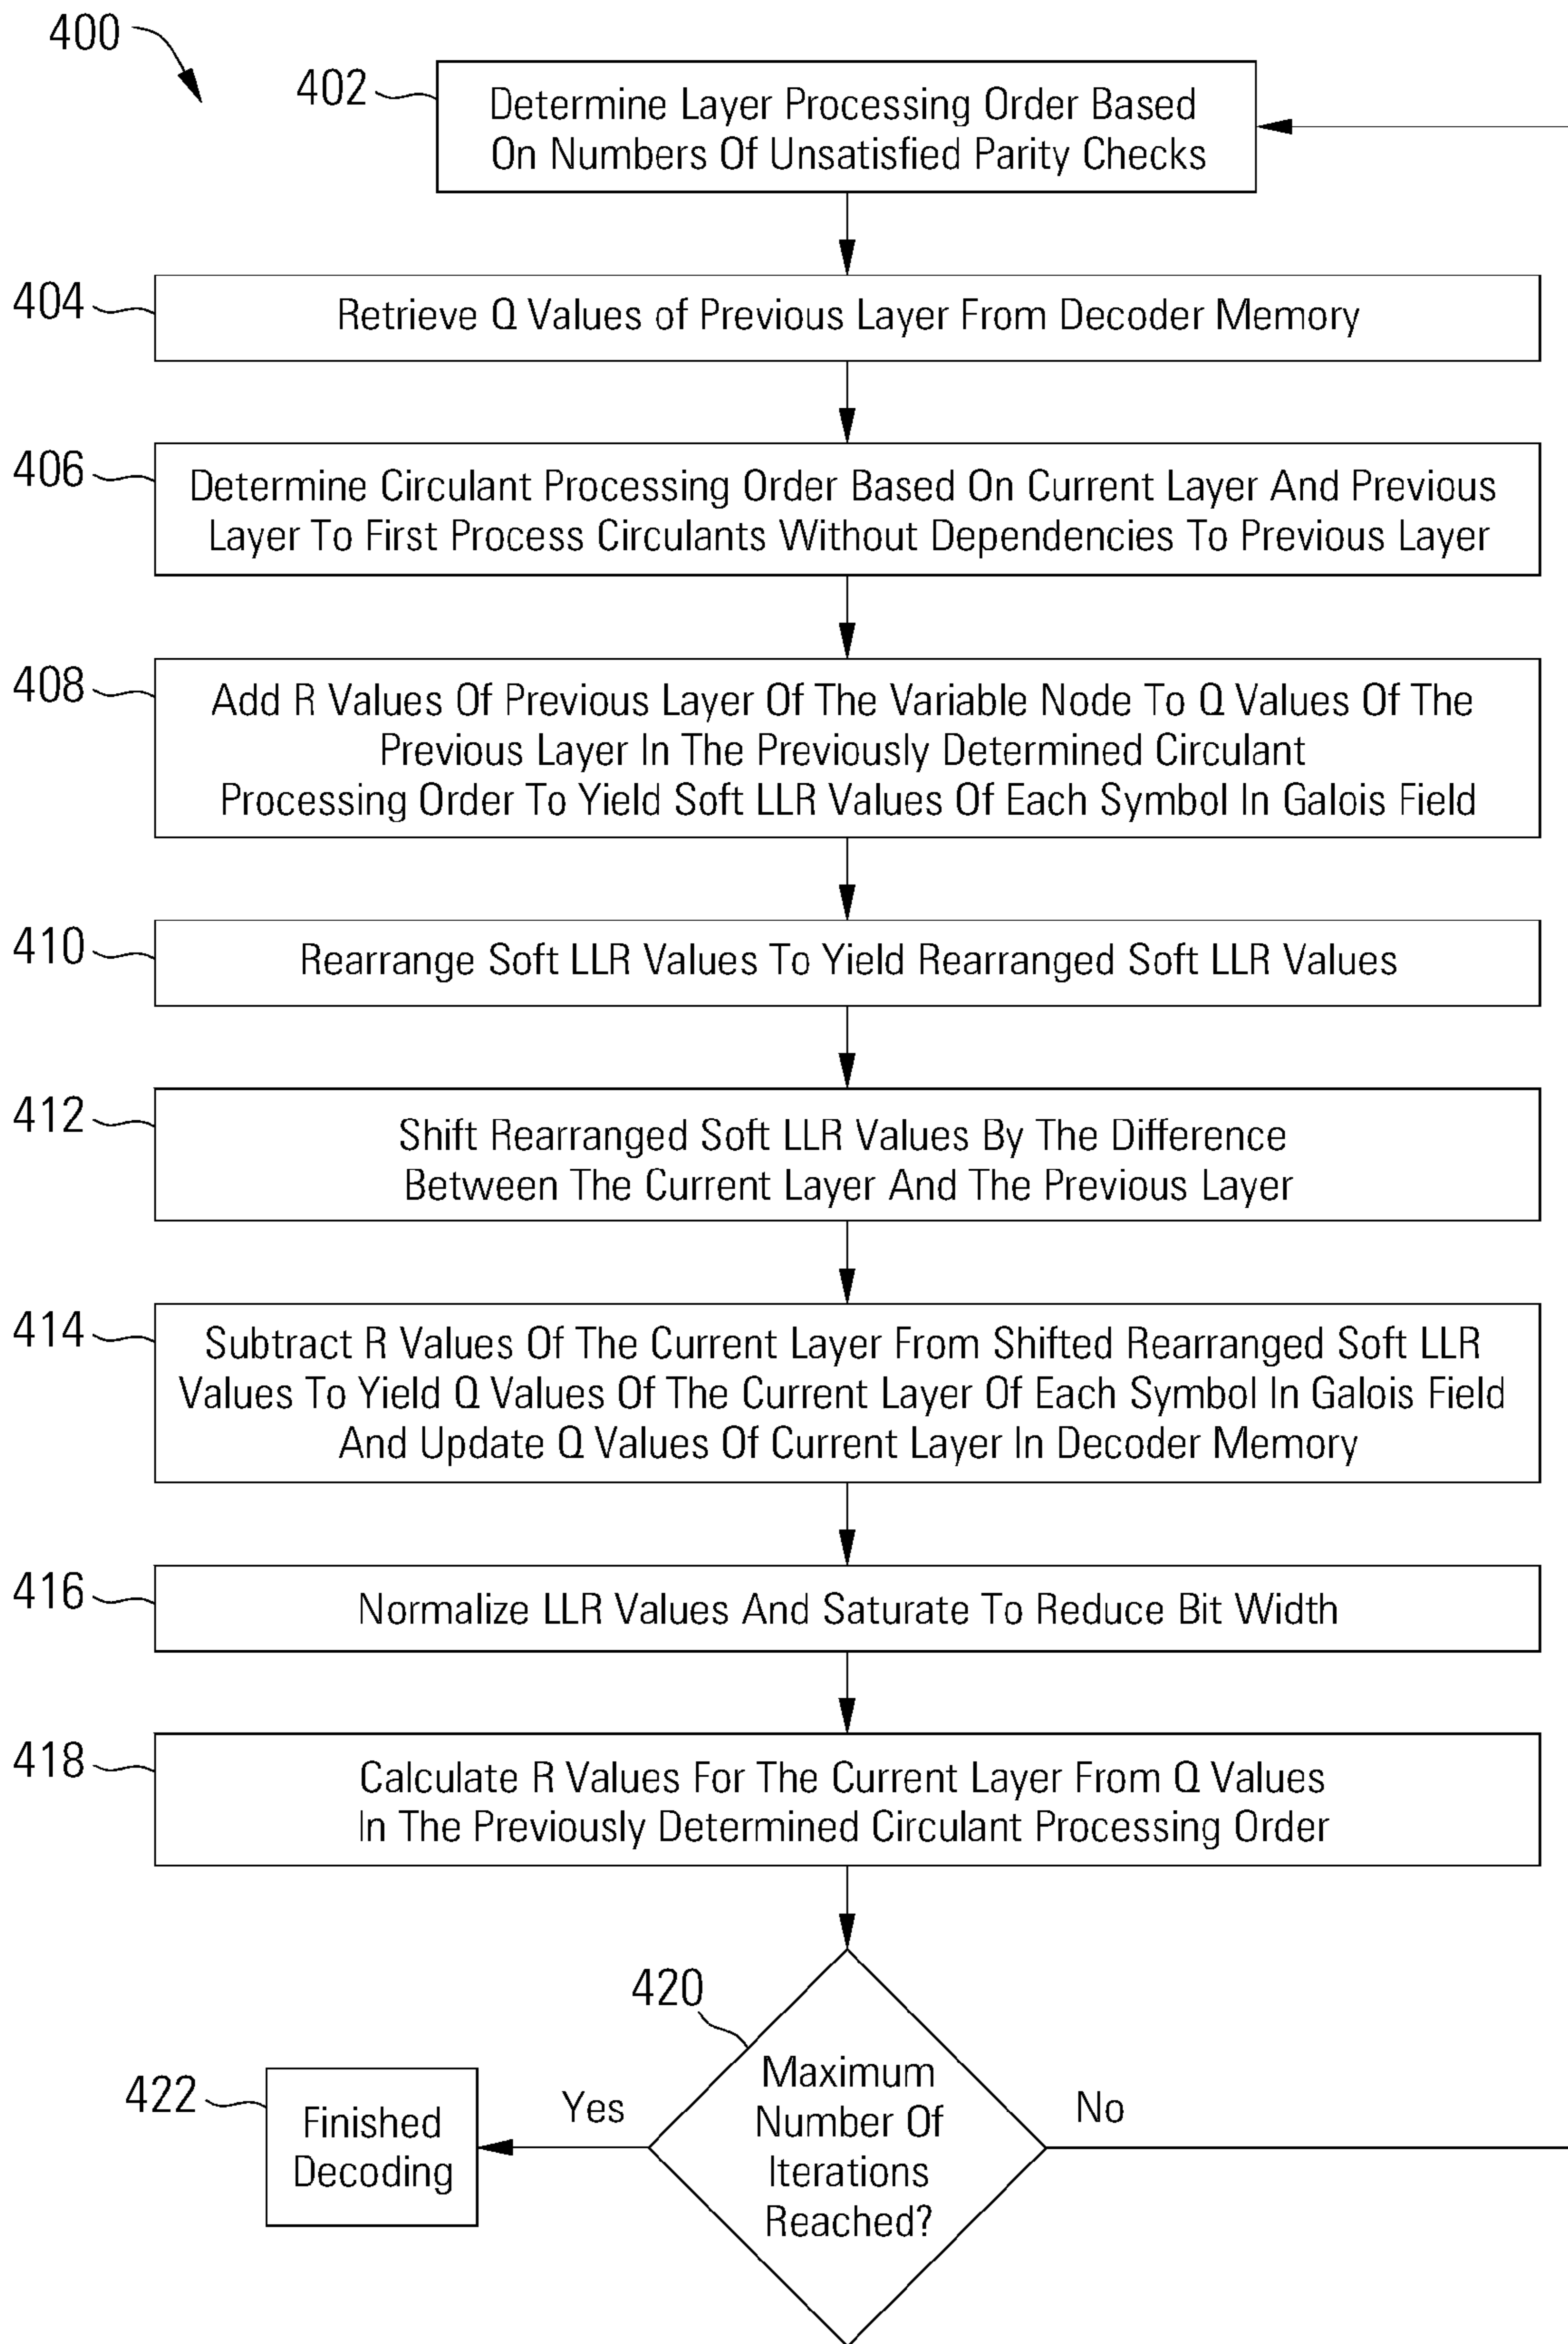 400
402
Determine Layer Processing Order Based
On Numbers Of Unsatisfied Parity Checks
404
Retrieve Q Values of Previous Layer From Decoder Memory
406
Determine Circulant Processing Order Based On Current Layer And Previous
Layer To First Process Circulants Without Dependencies To Previous Layer
408
Add R Values Of Previous Layer Of The Variable Node To Q Values Of The
Previous Layer In The Previously Determined Circulant
Processing Order To Yield Soft LLR Values Of Each Symbol In Galois Field
410
Rearrange Soft LLR Values To Yield Rearranged Soft LLR Values
412
Shift Rearranged Soft LLR Values By The Difference
Between The Current Layer And The Previous Layer
414
Subtract R Values Of The Current Layer From Shifted Rearranged Soft LLR
Values To Yield Q Values Of The Current Layer Of Each Symbol In Galois Field
And Update Q Values Of Current Layer In Decoder Memory
416
Normalize LLR Values And Saturate To Reduce Bit Width
418
Calculate R Values For The Current Layer From Q Values
In The Previously Determined Circulant Processing Order
420
Maximum
Number Of
Iterations
Reached?
Yes
No
422
Finished
Decoding